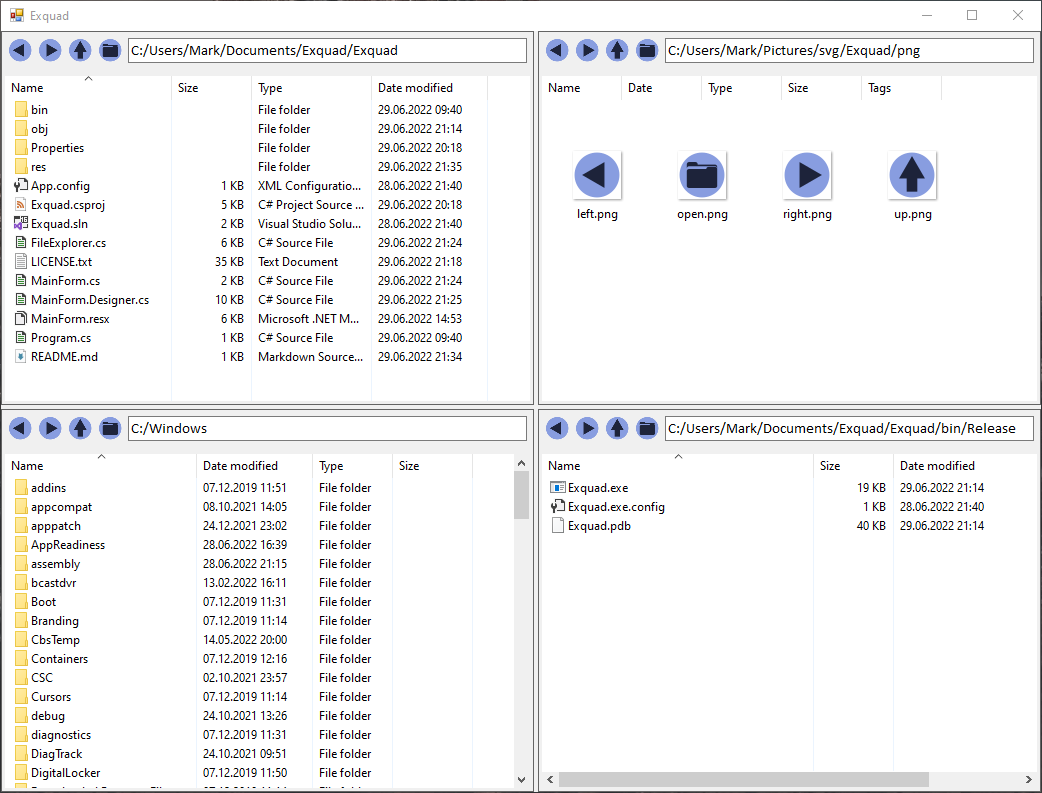 Exquad
C:/Users/Mark/Documents/Exquad/Exquad
Name Size Type Date modified
bin File folder 29.06.2022 09:40
obj File folder 29.06.2022 21:14
Properties File folder 29.06.2022 20:18
res File folder 29.06.2022 21:35
App.config 1 KB XML Configuratio... 28.06.2022 21:40
Exquad.csproj 5 KB C# Project Source ... 29.06.2022 20:18
Exquad.sln 2 KB Visual Studio Solu... 28.06.2022 21:40
FileExplorer.cs 6 KB C# Source File 29.06.2022 21:24
LICENSE.txt 35 KB Text Document 29.06.2022 21:18
MainForm.cs 2 KB C# Source File 29.06.2022 21:24
MainForm.Designer.cs 10 KB C# Source File 29.06.2022 21:25
MainForm.resx 6 KB Microsoft .NET M... 29.06.2022 14:53
Program.cs 1 KB C# Source File 29.06.2022 09:40
README.md 1 KB Markdown Source... 29.06.2022 21:34
C:/Users/Mark/Pictures/svg/Exquad/png
Name Date Type Size Tags
left.png open.png right.png up.png
C:/Windows
Name Date modified Type Size
addins 07.12.2019 11:51 File folder
appcompat 08.10.2021 14:05 File folder
apppatch 24.12.2021 23:02 File folder
AppReadiness 28.06.2022 16:39 File folder
assembly 28.06.2022 21:15 File folder
bcastdvr 13.02.2022 16:11 File folder
Boot 07.12.2019 11:31 File folder
Branding 07.12.2019 11:14 File folder
CbsTemp 14.05.2022 20:00 File folder
Containers 07.12.2019 12:16 File folder
CSC 02.10.2021 23:57 File folder
Cursors 07.12.2019 11:14 File folder
debug 24.10.2021 13:26 File folder
diagnostics 07.12.2019 11:31 File folder
DiagTrack 24.10.2021 09:51 File folder
DigitalLocker 07.12.2019 11:50 File folder
C:/Users/Mark/Documents/Exquad/Exquad/bin/Release
Name Size Date modified
Exquad.exe 19 KB 29.06.2022 21:14
Exquad.exe.config 1 KB 28.06.2022 21:40
Exquad.pdb 40 KB 29.06.2022 21:14